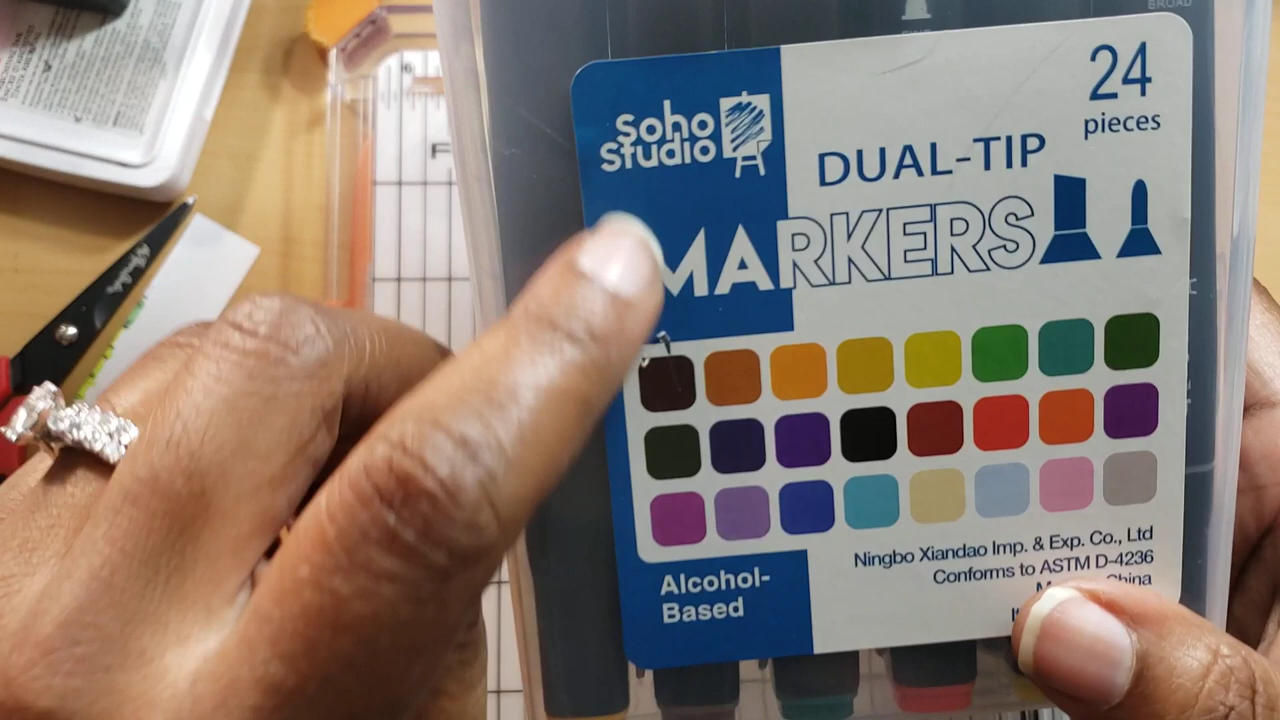 BROAD
24
pieces
Soho
Studio
DUAL-TIP
MARKERS
Alcohol-
Based
Ningbo Xiandao Imp. & Exp. Co., Ltd
Conforms to ASTM D-4236
China